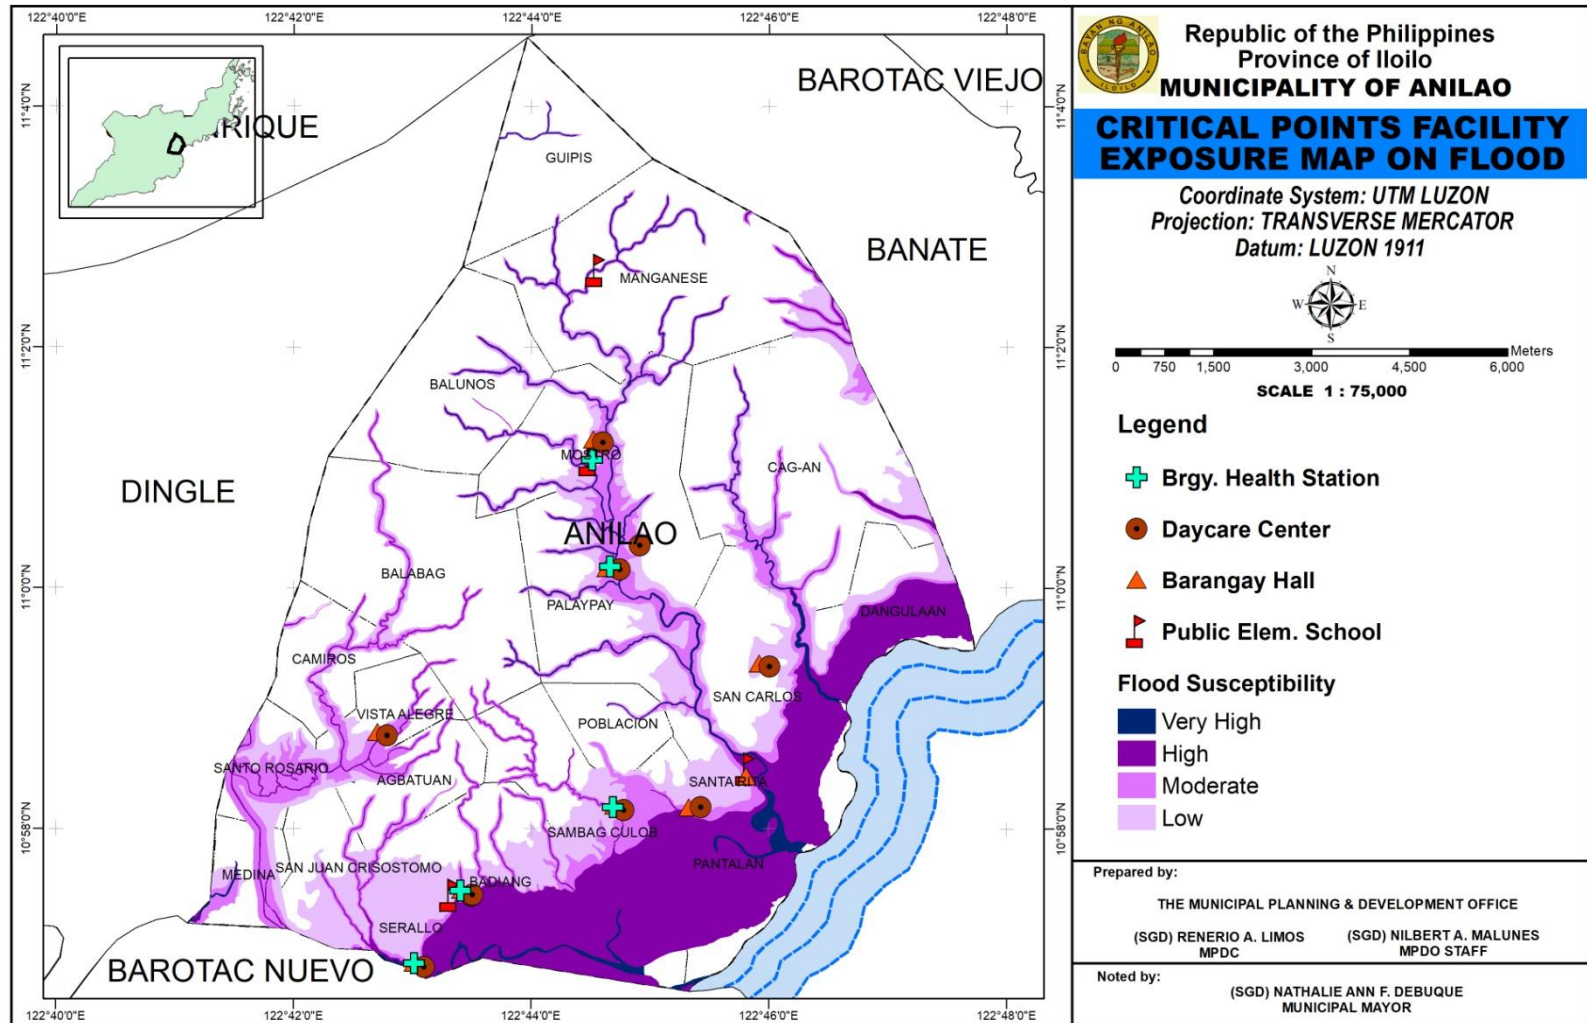 122°40'0"E
122°42'0"E
122°44'0"E
122°46'0"E
122°48'0"E
11°4'0"N
11°2'0"N
11°0'0"N
10°58'0"N
11°4'0"N
11°2'0"N
11°0'0"N
10°58'0"N
122°40'0"E
122°42'0"E
122°44'0"E
122°46'0"E
122°48'0"E
NRIQUE
BAROTAC VIEJO
GUIPIS
BANATE
MANGANESE
BALUNOS
MOSTRO
CAG-AN
DINGLE
ANILAO
BALABAG
PALAYPAY
DANGULAAN
CAMIROS
SAN CARLOS
VISTA ALEGRE
POBLACION
SANTO ROSARIO
AGBATUAN
SANTA RITA
SAMBAG CULOB
PANTALAN
MEDINA
SAN JUAN CRISOSTOMO
BADIANG
SERALLO
BAROTAC NUEVO
BAYAN NG ANILAO
ILOILO
Republic of the Philippines
Province of Iloilo
MUNICIPALITY OF ANILAO
CRITICAL POINTS FACILITY
EXPOSURE MAP ON FLOOD
Coordinate System: UTM LUZON
Projection: TRANSVERSE MERCATOR
Datum: LUZON 1911
N
W
E
S
Meters
0 750 1,500 3,000 4,500 6,000
SCALE 1 : 75,000
Legend
Brgy. Health Station
Daycare Center
Barangay Hall
Public Elem. School
Flood Susceptibility
Very High
High
Moderate
Low
Prepared by:
THE MUNICIPAL PLANNING & DEVELOPMENT OFFICE
(SGD) RENERIO A. LIMOS
MPDC
(SGD) NILBERT A. MALUNES
MPDO STAFF
Noted by:
(SGD) NATHALIE ANN F. DEBUQUE
MUNICIPAL MAYOR